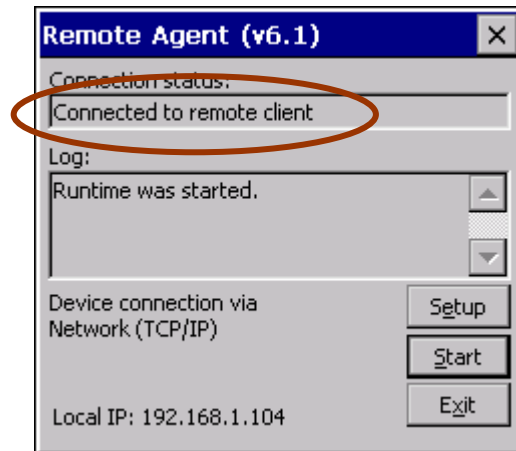 Remote Agent (v6.1)
Connection status:
Connected to remote client
Log:
Runtime was started.
Device connection via
Network (TCP/IP)
Setup
Start
Local IP: 192.168.1.104
Exit